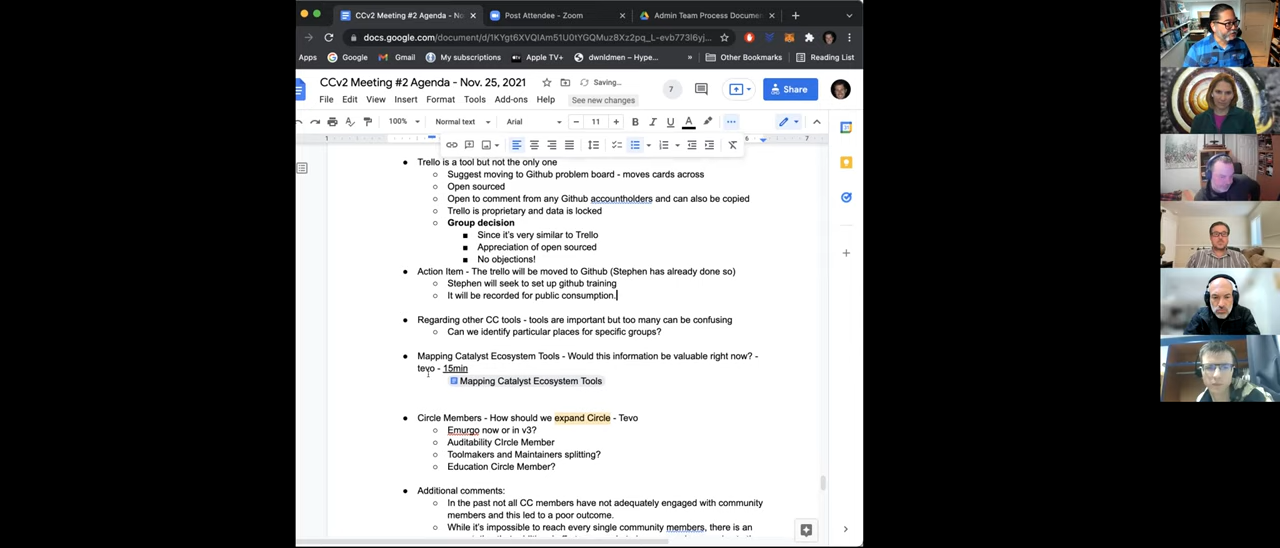 CCv2 Meeting #2 Agenda - No
Post Attendee - Zoom
Admin Team Process Documen
docs.google.com/document/d/1KYgt6XVQIAm51U0tYGQMuz8Xz2pq_L-evb773I6yj...
Apps
Google
Gmail
My subscriptions
Apple TV+
dwnldmen – Hype...
»
Other Bookmarks
Reading List
CCv2 Meeting #2 Agenda - Nov. 25, 2021
Saving...
7
Share
File Edit View Insert Format Tools Add-ons Help
See new changes
100% Normal text Arial 11 B I U A
1 6 7
● Trello is a tool but not the only one
○ Suggest moving to Github problem board - moves cards across
○ Open sourced
○ Open to comment from any Github accountholders and can also be copied
○ Trello is proprietary and data is locked
○ Group decision
■ Since it's very similar to Trello
■ Appreciation of open sourced
■ No objections!
● Action Item - The trello will be moved to Github (Stephen has already done so)
○ Stephen will seek to set up github training
○ It will be recorded for public consumption.
● Regarding other CC tools - tools are important but too many can be confusing
○ Can we identify particular places for specific groups?
● Mapping Catalyst Ecosystem Tools - Would this information be valuable right now? -
tevo - 15min
Mapping Catalyst Ecosystem Tools
● Circle Members - How should we expand Circle - Tevo
○ Emurgo now or in v3?
○ Auditability CIrcle Member
○ Toolmakers and Maintainers splitting?
○ Education Circle Member?
● Additional comments:
○ In the past not all CC members have not adequately engaged with community
members and this led to a poor outcome.
○ While it's impossible to reach every single community members, there is an